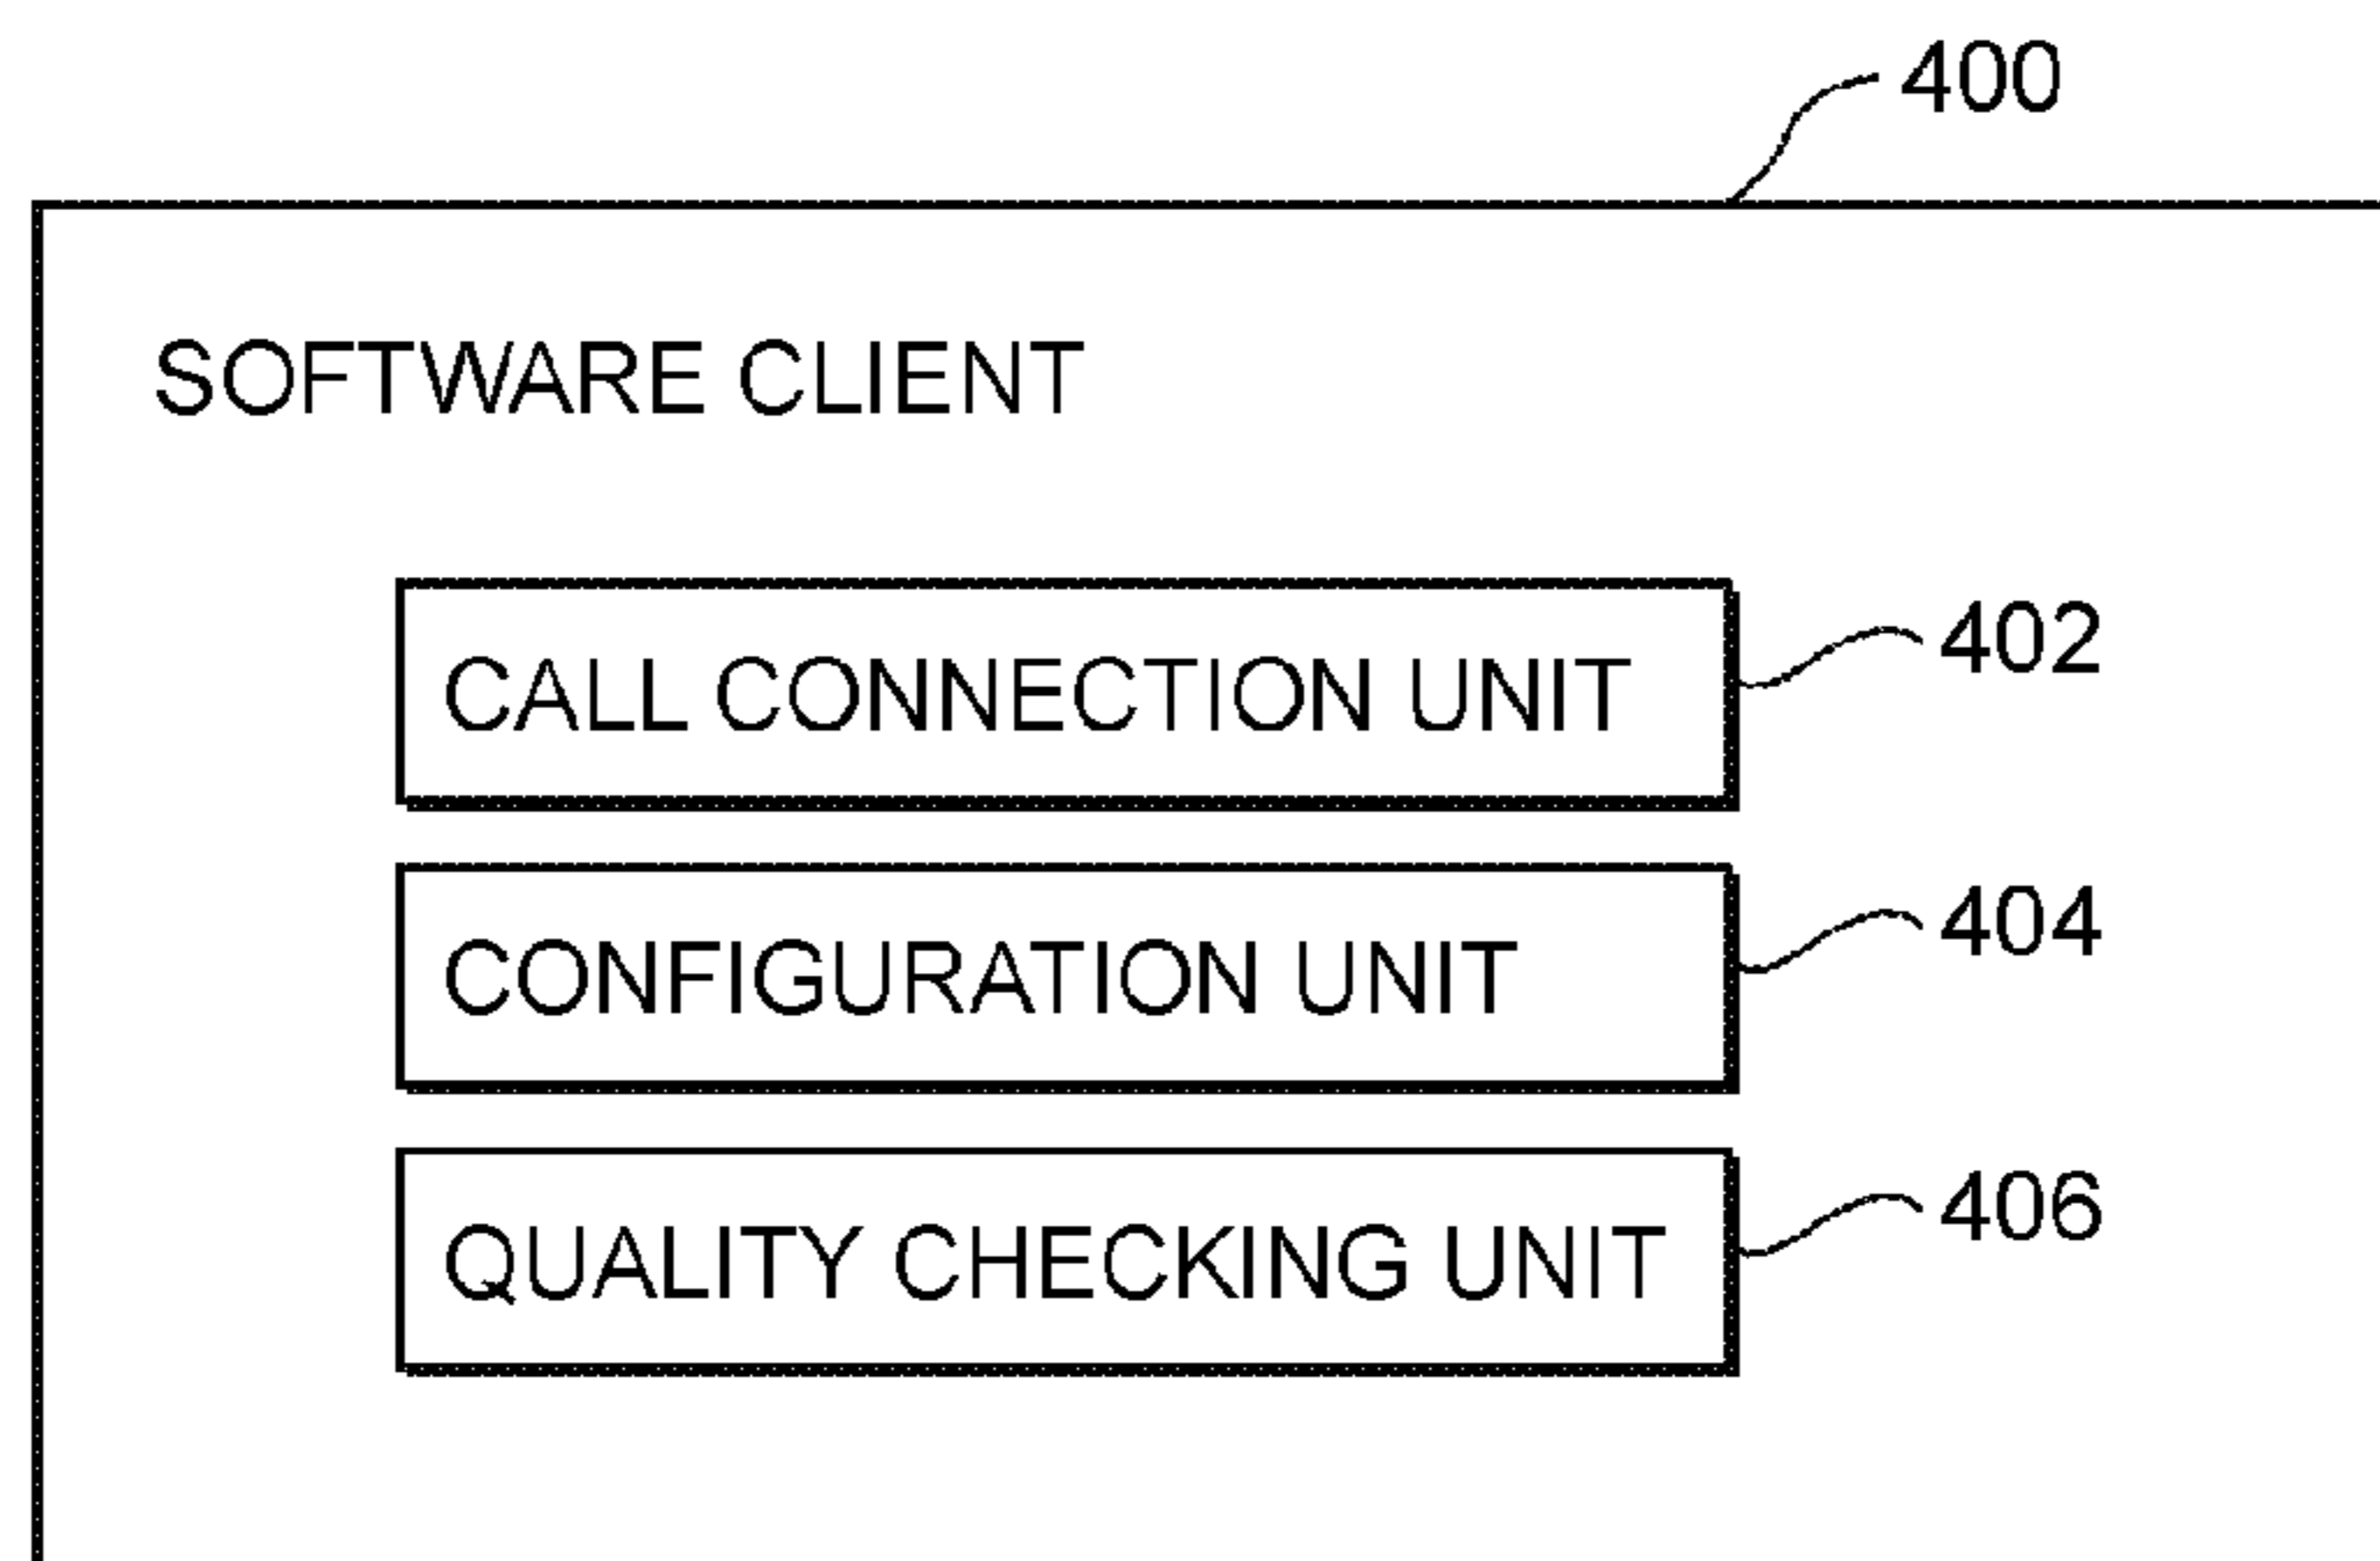 400
SOFTWARE CLIENT
CALL CONNECTION UNIT
402
CONFIGURATION UNIT
404
QUALITY CHECKING UNIT
406